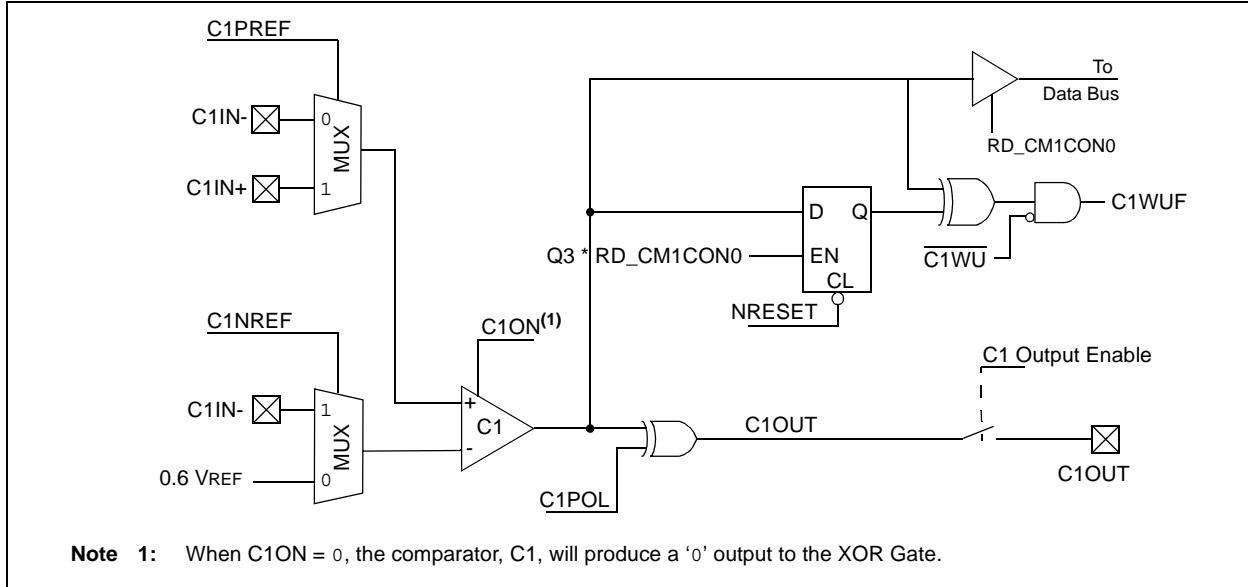 C1PREF
C1IN-
0
MUX
C1IN+
1
To
Data Bus
RD_CM1CON0
D Q
Q3 * RD_CM1CON0
EN
CL
NRESET
C1WUF
C1WU
C1NREF
C1ON(1)
C1IN-
1
MUX
0.6 VREF
0
+
C1
-
C1OUT
C1POL
C1 Output Enable
C1OUT
Note 1: When C1ON = 0, the comparator, C1, will produce a ‘0’ output to the XOR Gate.